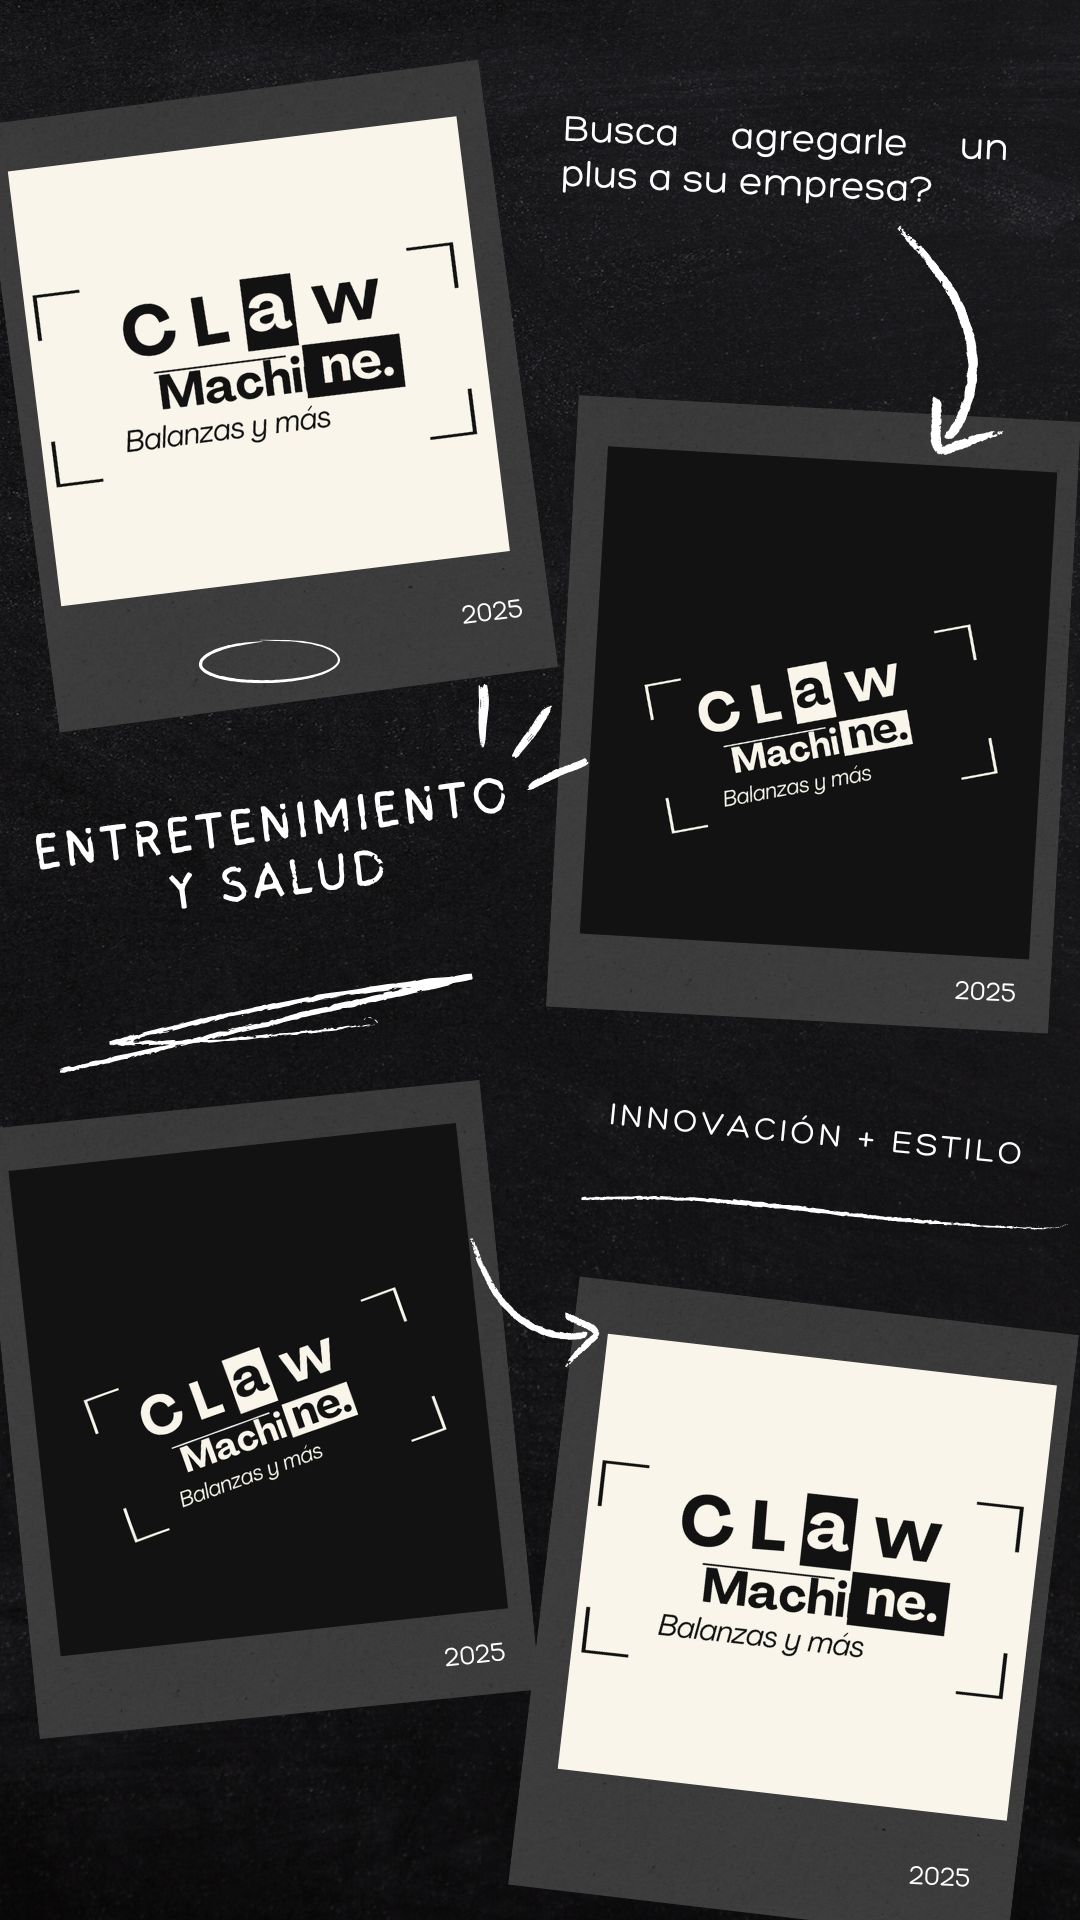 Busca agregarle un
plus a su empresa?
CLaw
Machine.
Balanzas y más
2025
CLaw
Machine.
Balanzas y más
2025
ENTRETENIMIENTO
Y SALUD
INNOVACIÓN + ESTILO
CLaw
Machine.
Balanzas y más
2025
CLaw
Machine.
Balanzas y más
2025